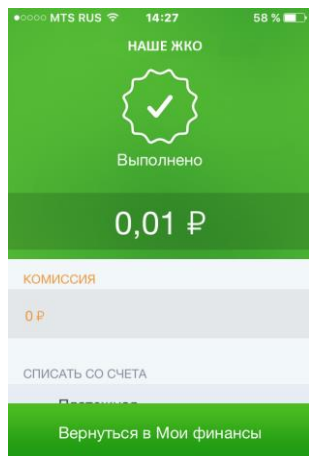 MTS RUS 14:27 58 %
НАШЕ ЖКО
Выполнено
0,01 ₽
КОМИССИЯ
0 ₽
СПИСАТЬ СО СЧЕТА
Вернуться в Мои финансы